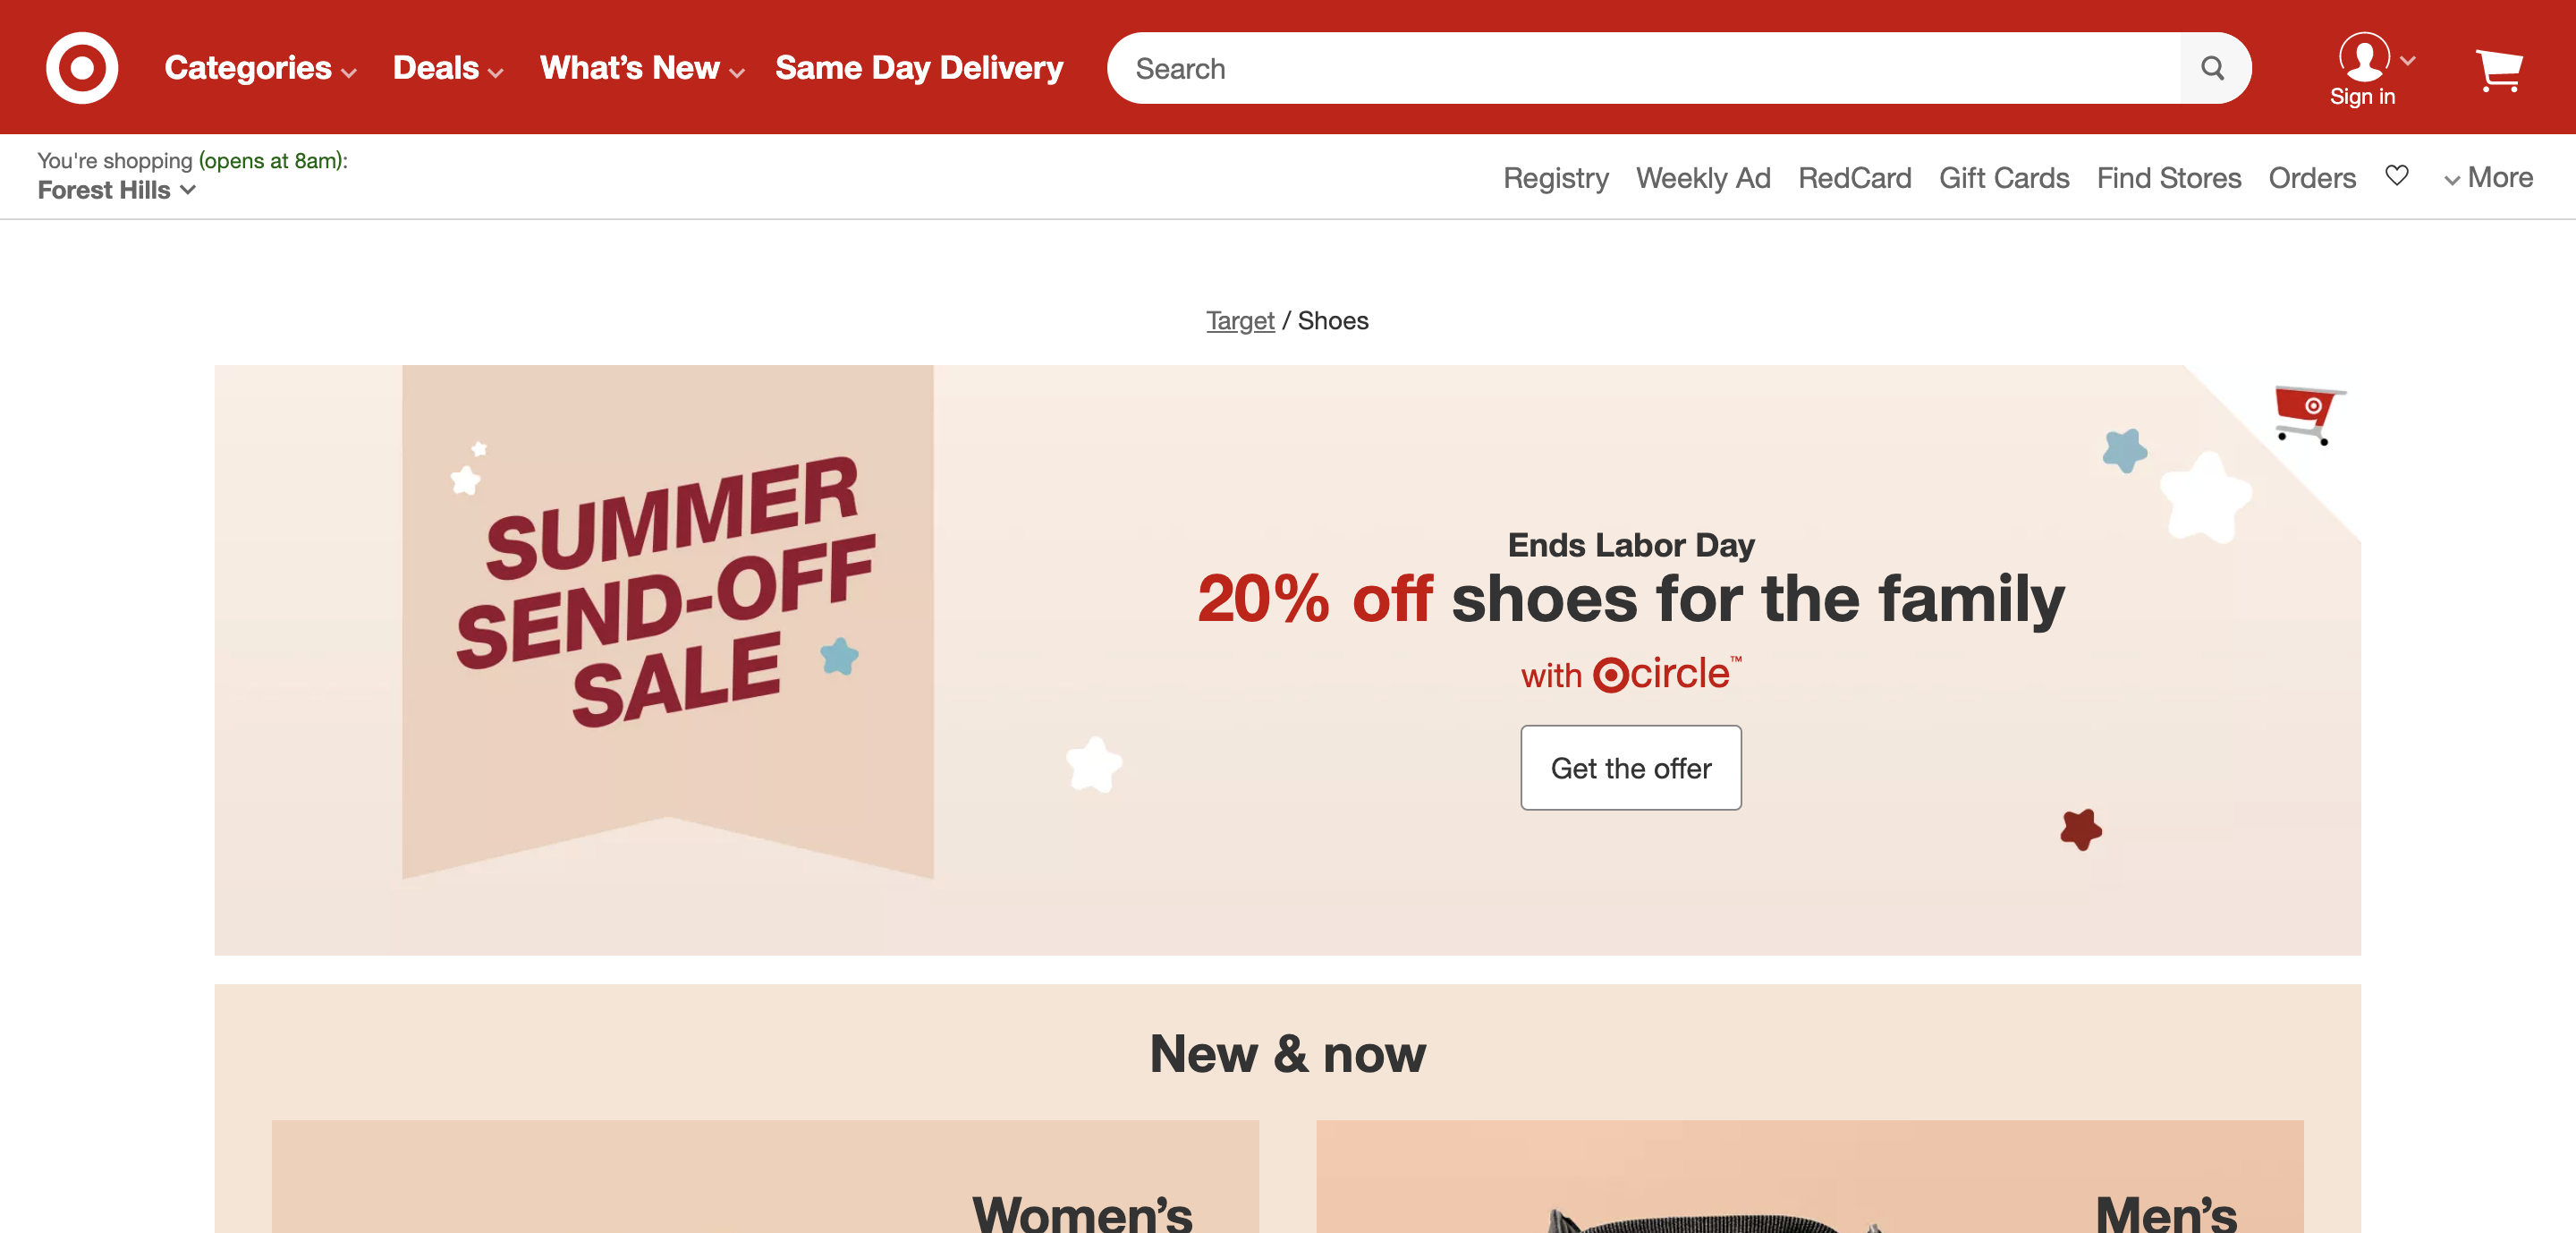 Categories
Deals
What's New
Same Day Delivery
Search
Sign in
You're shopping (opens at 8am):
Forest Hills
Registry
Weekly Ad
RedCard
Gift Cards
Find Stores
Orders
More
Target / Shoes
SUMMER
SEND-OFF
SALE
Ends Labor Day
20% off shoes for the family
with circle™
Get the offer
New & now
Women's
Men's